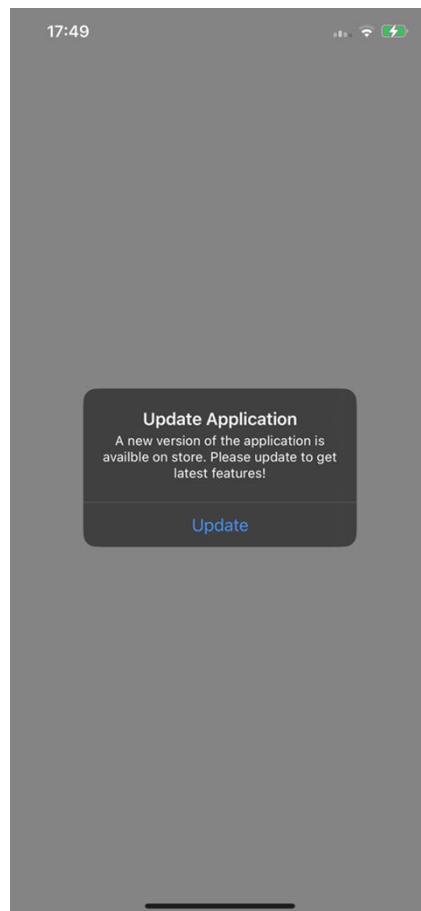 17:49
Update Application
A new version of the application is
availble on store. Please update to get
latest features!
Update